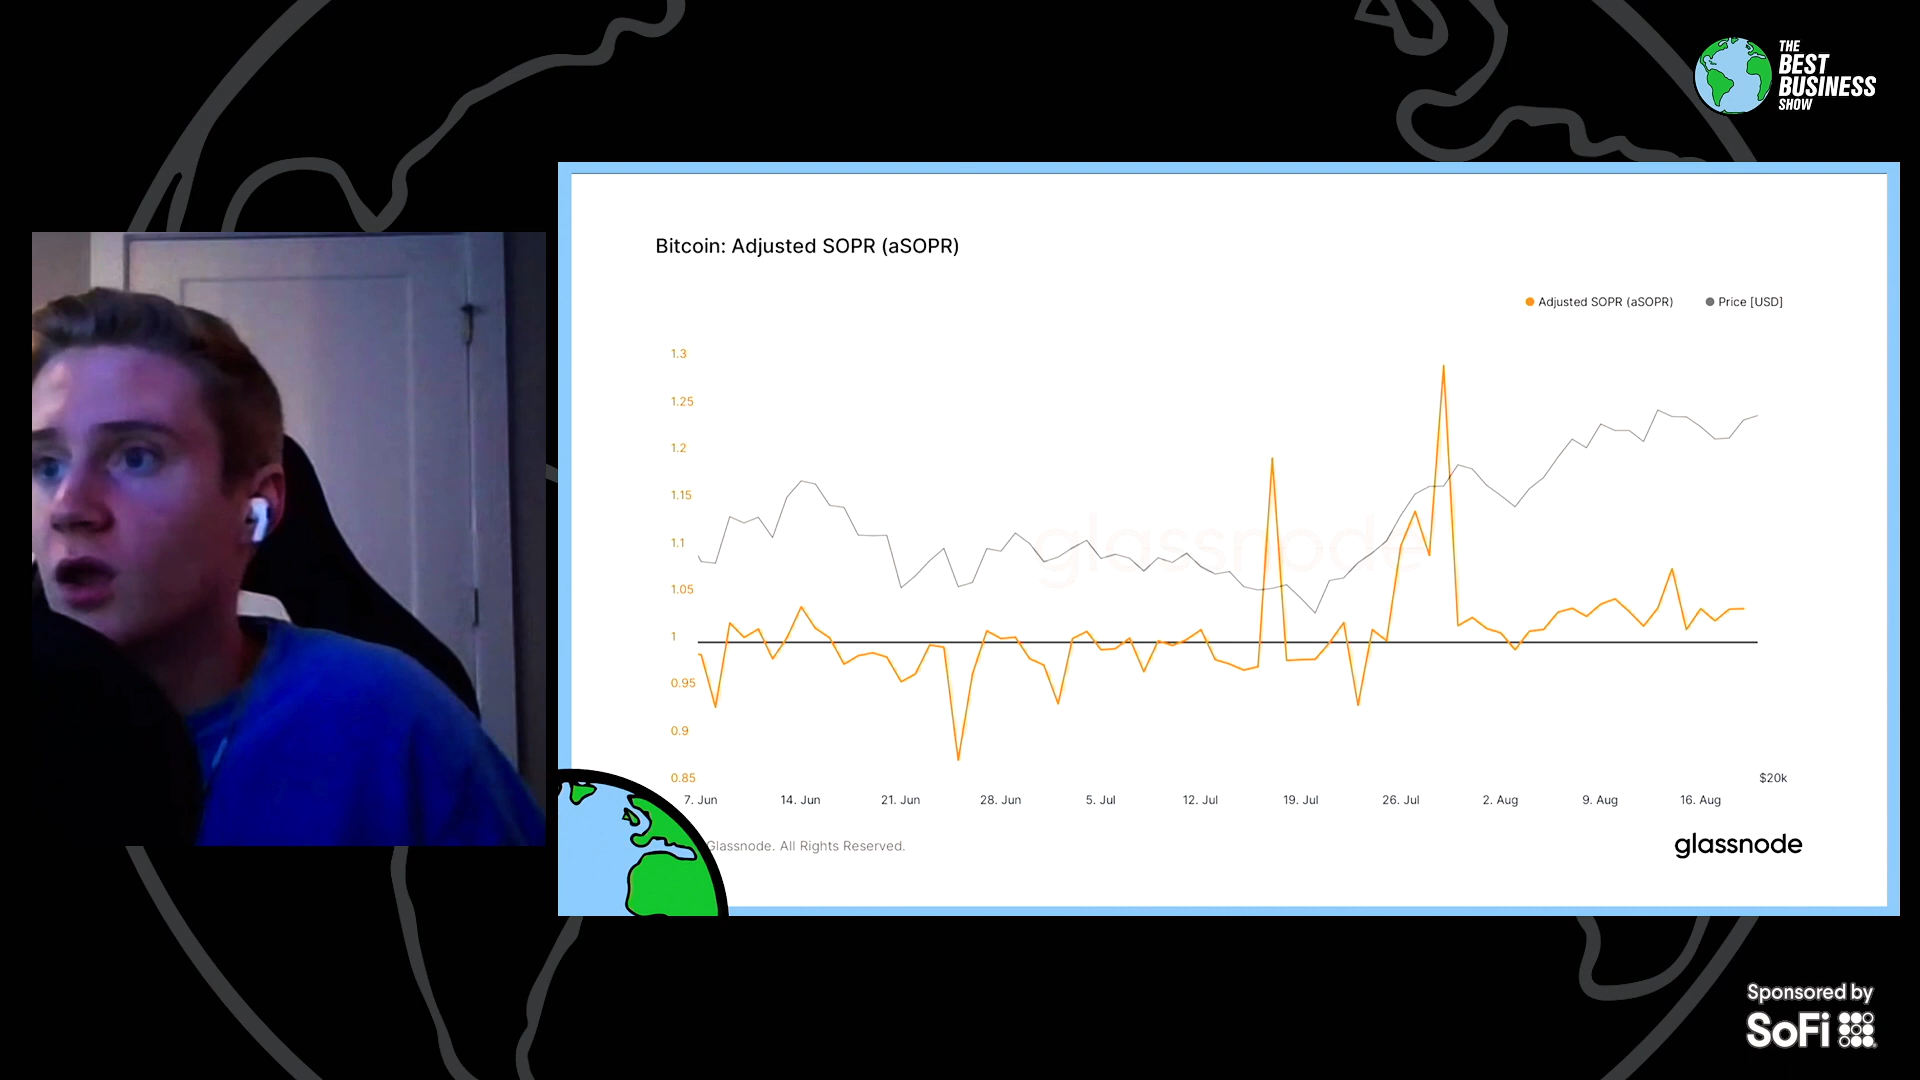 THE
BEST
BUSINESS
SHOW
Bitcoin: Adjusted SOPR (aSOPR)
Adjusted SOPR (aSOPR) Price [USD]
1.3
1.25
1.2
1.15
1.1
1.05
1
0.95
0.9
0.85
$20k
glassnode
7. Jun 14. Jun 21. Jun 28. Jun 5. Jul 12. Jul 19. Jul 26. Jul 2. Aug 9. Aug 16. Aug
Glassnode. All Rights Reserved.
glassnode
Sponsored by
SoFi